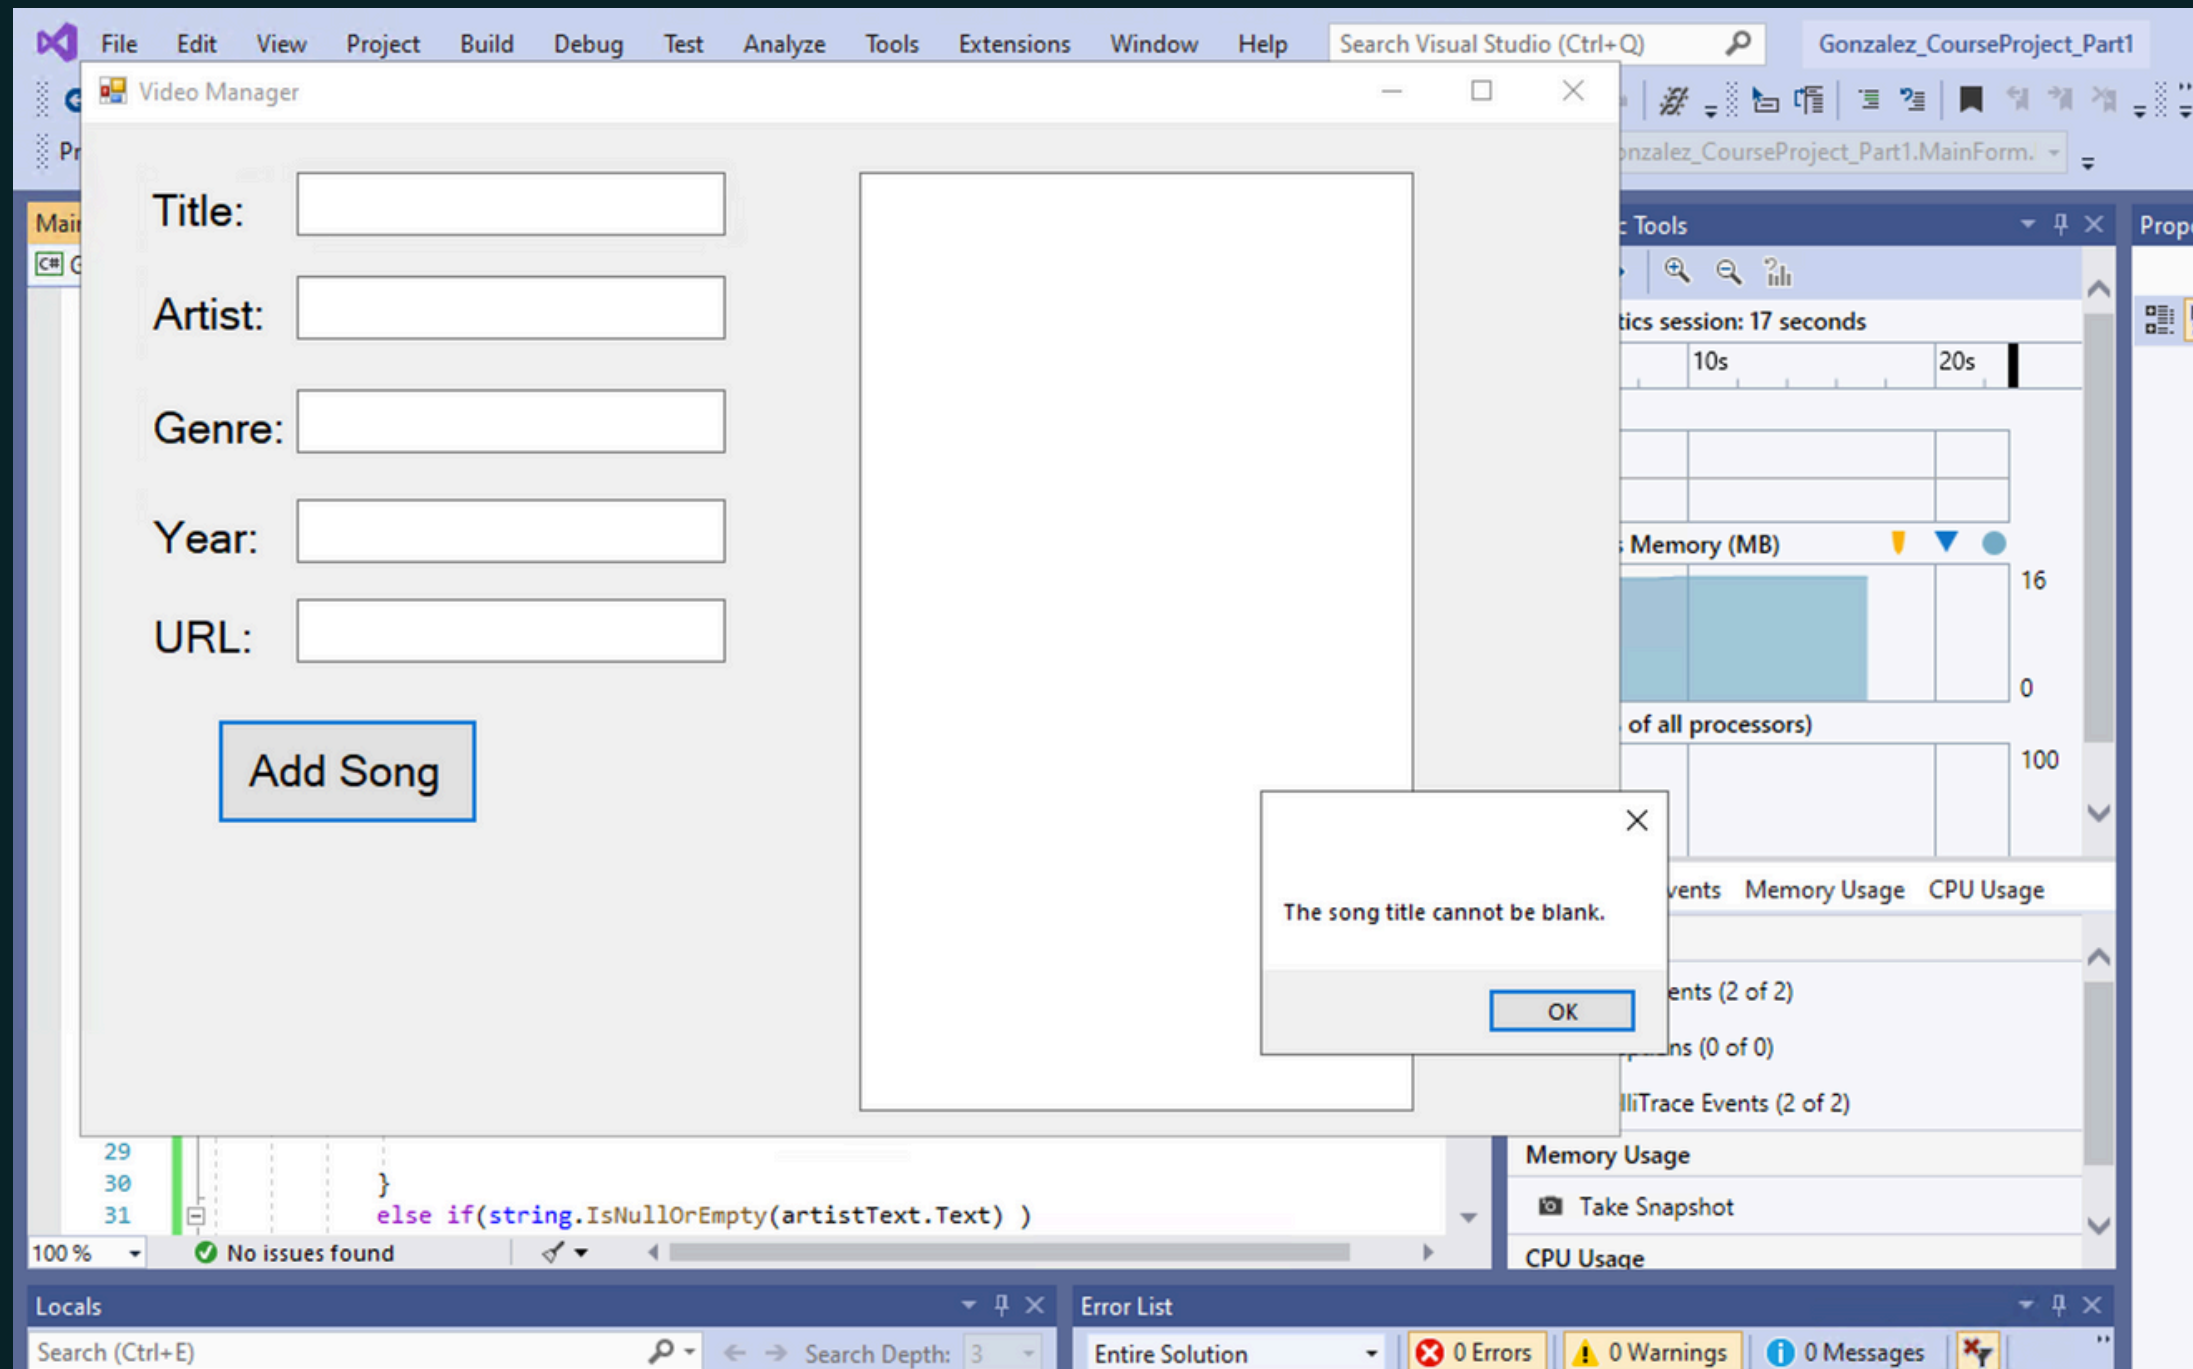 File Edit View Project Build Debug Test Analyze Tools Extensions Window Help Search Visual Studio (Ctrl+Q) Gonzalez_CourseProject_Part1
Video Manager
Pr
onzalez_CourseProject_Part1.MainForm.
Main
C# G
Title:
Artist:
Genre:
Year:
URL:
Add Song
The song title cannot be blank.
OK
Tools
Prope
tics session: 17 seconds
10s 20s
Memory (MB)
16
0
of all processors)
100
vents Memory Usage CPU Usage
ents (2 of 2)
ns (0 of 0)
lliTrace Events (2 of 2)
Memory Usage
Take Snapshot
CPU Usage
29
30 }
31 else if(string.IsNullOrEmpty(artistText.Text) )
100 % No issues found
Locals
Search (Ctrl+E) Search Depth: 3
Error List
Entire Solution 0 Errors 0 Warnings 0 Messages